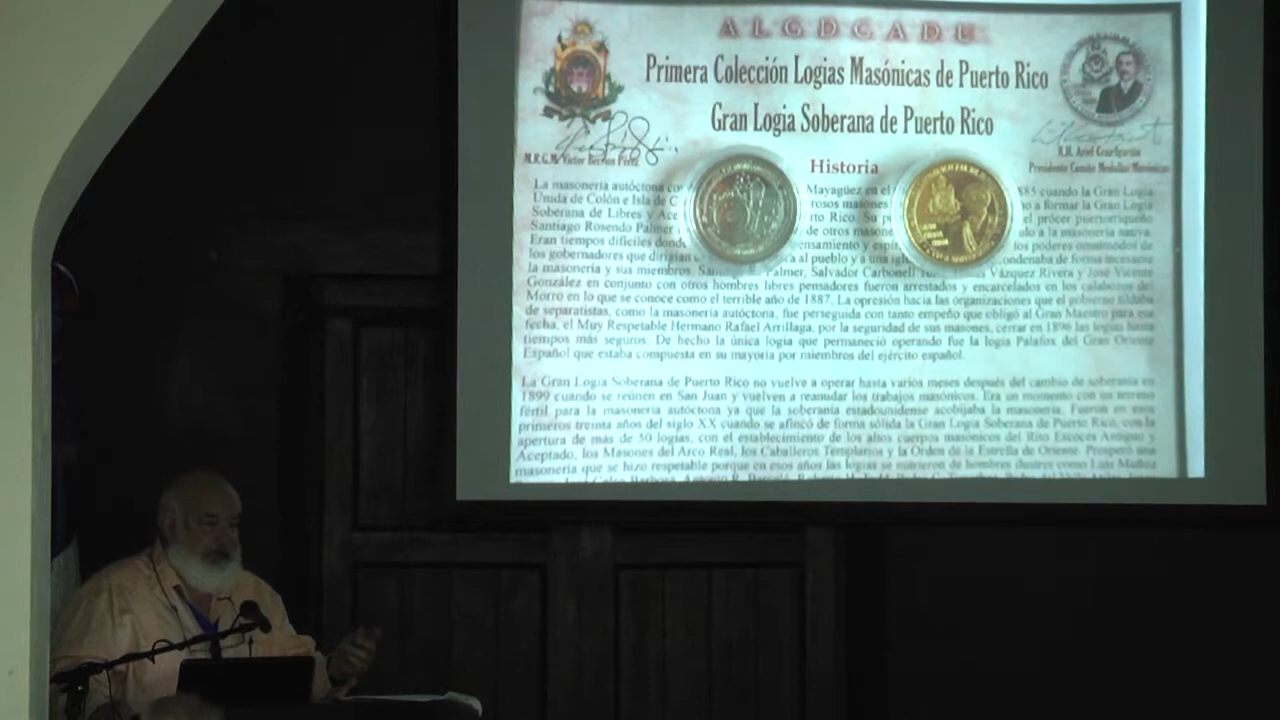 A L G D G A D U
Primera Colección Logias Masónicas de Puerto Rico
Gran Logia Soberana de Puerto Rico
M.R.G.M. Víctor Berríos Pérez
Presidente Comité Medallas Masónicas
Historia
La masonería autóctona Mayagüez en el 885 cuando la Gran Logia
Unida de Colón e Isla de C rosos masones o a formar la Gran Logia
Soberana de Libres y Ace rto Rico. Su p el prócer puertorriqueño
Santiago Rosendo Palmer de otros masone ulo a la masonería nativa.
Eran tiempos difíciles dond ensamiento y espí los poderes omnímodos de
los gobernadores que dirigían a al pueblo y a una igl ondenaba de forma incesante
la masonería y sus miembros. Palmer, Salvador Carbonell Vázquez Rivera y José Vicente
González en conjunto con otros hombres libres pensadores fueron arrestados y encarcelados en los calabozos del
Morro en lo que se conoce como el terrible año de 1887. La opresión hacia las organizaciones que el gobierno tildaba
de separatistas, como la masonería autóctona, fue perseguida con tanto empeño que obligó al Gran Maestro para esa
fecha, el Muy Respetable Hermano Rafael Arrillaga, por la seguridad de sus masones, cerrar en 1896 las logias hasta
tiempos más seguros. De hecho la única logia que permaneció operando fue la logia Palafox del Gran Oriente
Español que estaba compuesta en su mayoría por miembros del ejército español.
La Gran Logia Soberana de Puerto Rico no vuelve a operar hasta varios meses después del cambio de soberanía en
1899 cuando se reúnen en San Juan y vuelven a reanudar los trabajos masónicos. Era un momento con un terreno
fértil para la masonería autóctona ya que la soberanía estadounidense acobijaba la masonería. Fueron en esos
primeros treinta años del siglo XX cuando se afincó de forma sólida la Gran Logia Soberana de Puerto Rico, con la
apertura de más de 50 logias, con el establecimiento de los altos cuerpos masónicos del Rito Escocés Antiguo y
Aceptado, los Masones del Arco Real, los Caballeros Templarios y la Orden de la Estrella de Oriente. Prosperó una
masonería que se hizo respetable porque en esos años las logias se nutrieron de hombres ilustres como Luis Muñoz